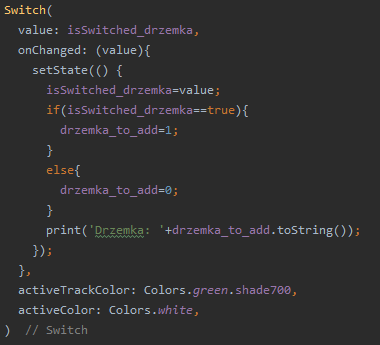 Switch(
  value: isSwitched_drzemka,
  onChanged: (value){
    setState(() {
      isSwitched_drzemka=value;
      if(isSwitched_drzemka==true){
        drzemka_to_add=1;
      }
      else{
        drzemka_to_add=0;
      }
      print('Drzemka: '+drzemka_to_add.toString());
    });
  },
  activeTrackColor: Colors.green.shade700,
  activeColor: Colors.white,
)  // Switch